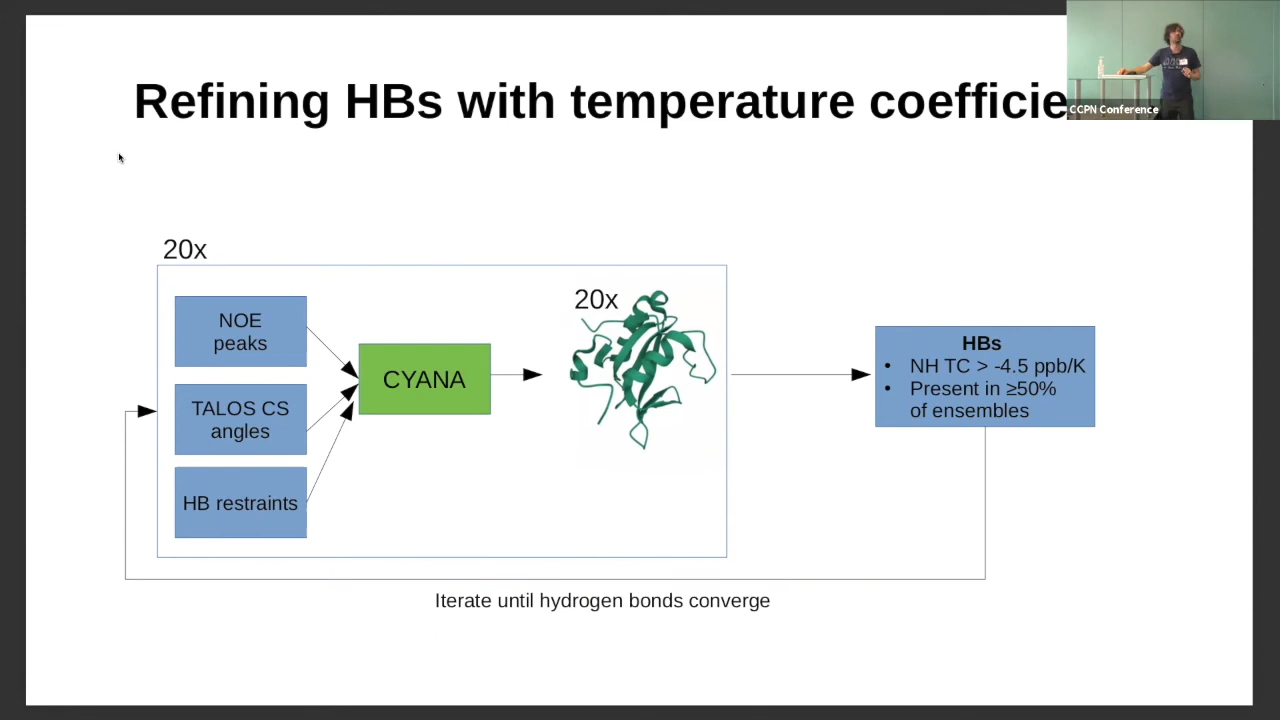 Refining HBs with temperature coefficie
CCPN Conference
20x
20x
NOE
peaks
CYANA
TALOS CS
angles
HB restraints
HBs
• NH TC > -4.5 ppb/K
• Present in ≥50%
of ensembles
Iterate until hydrogen bonds converge